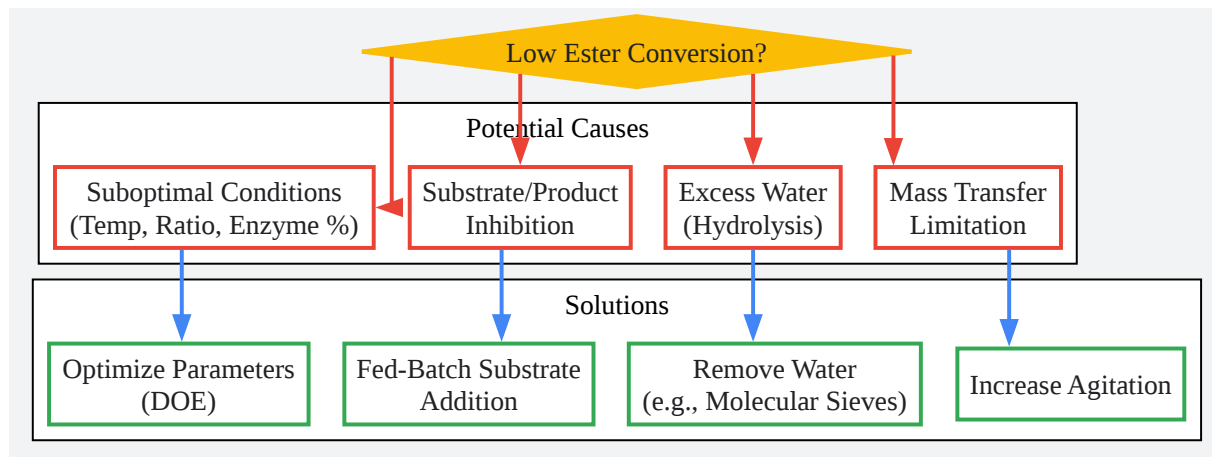 Low Ester Conversion?
Potential Causes
Suboptimal Conditions
(Temp, Ratio, Enzyme %)
Substrate/Product
Inhibition
Excess Water
(Hydrolysis)
Mass Transfer
Limitation
Solutions
Optimize Parameters
(DOE)
Fed-Batch Substrate
Addition
Remove Water
(e.g., Molecular Sieves)
Increase Agitation